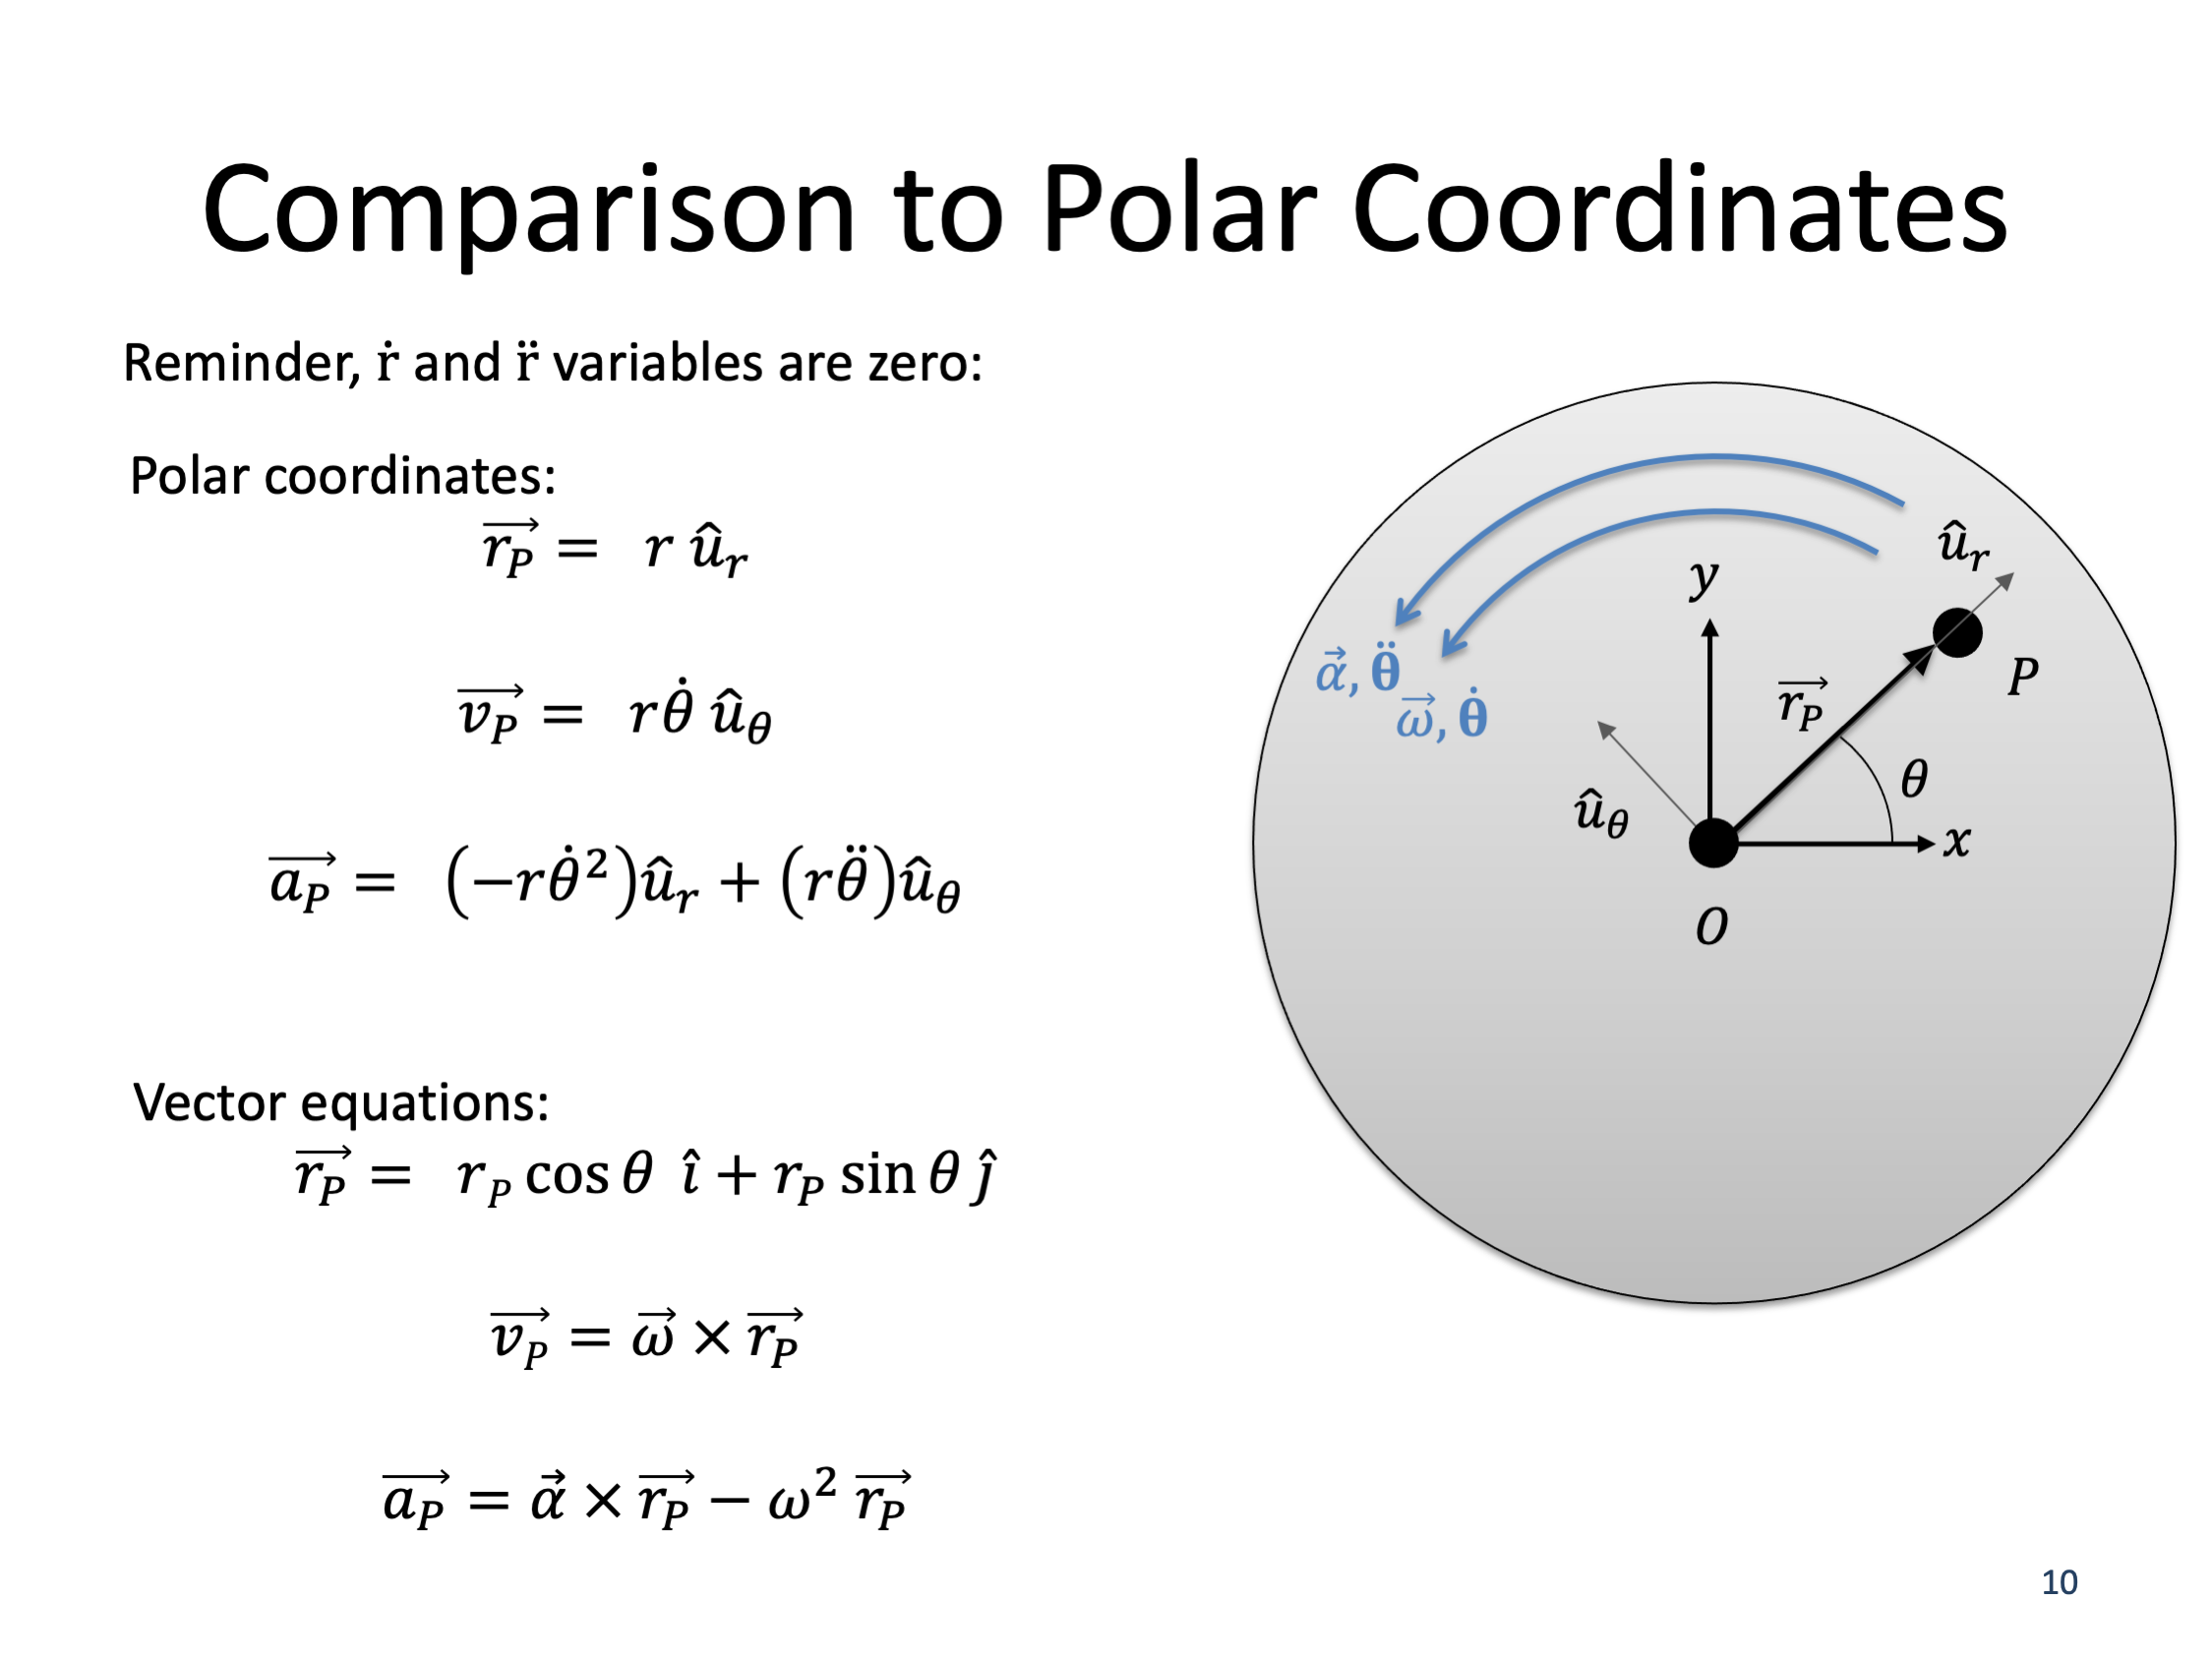 Comparison to Polar Coordinates
Reminder, ṙ and r̈ variables are zero:
Polar coordinates:
$\overrightarrow{r_P} = r\,\hat{u}_r$
$\overrightarrow{v_P} = r\dot{\theta}\,\hat{u}_\theta$
$\overrightarrow{a_P} = (-r\dot{\theta}^2)\hat{u}_r + (r\ddot{\theta})\hat{u}_\theta$
Vector equations:
$\overrightarrow{r_P} = r_P \cos\theta\ \hat{\imath} + r_P \sin\theta\,\hat{\jmath}$
$\overrightarrow{v_P} = \vec{\omega} \times \overrightarrow{r_P}$
$\overrightarrow{a_P} = \vec{\alpha} \times \overrightarrow{r_P} - \omega^2\,\overrightarrow{r_P}$
$\hat{u}_r$
$y$
$\vec{\alpha}, \ddot{\theta}$
$P$
$\overrightarrow{r_P}$
$\vec{\omega}, \dot{\theta}$
$\theta$
$\hat{u}_\theta$
$x$
$O$
10